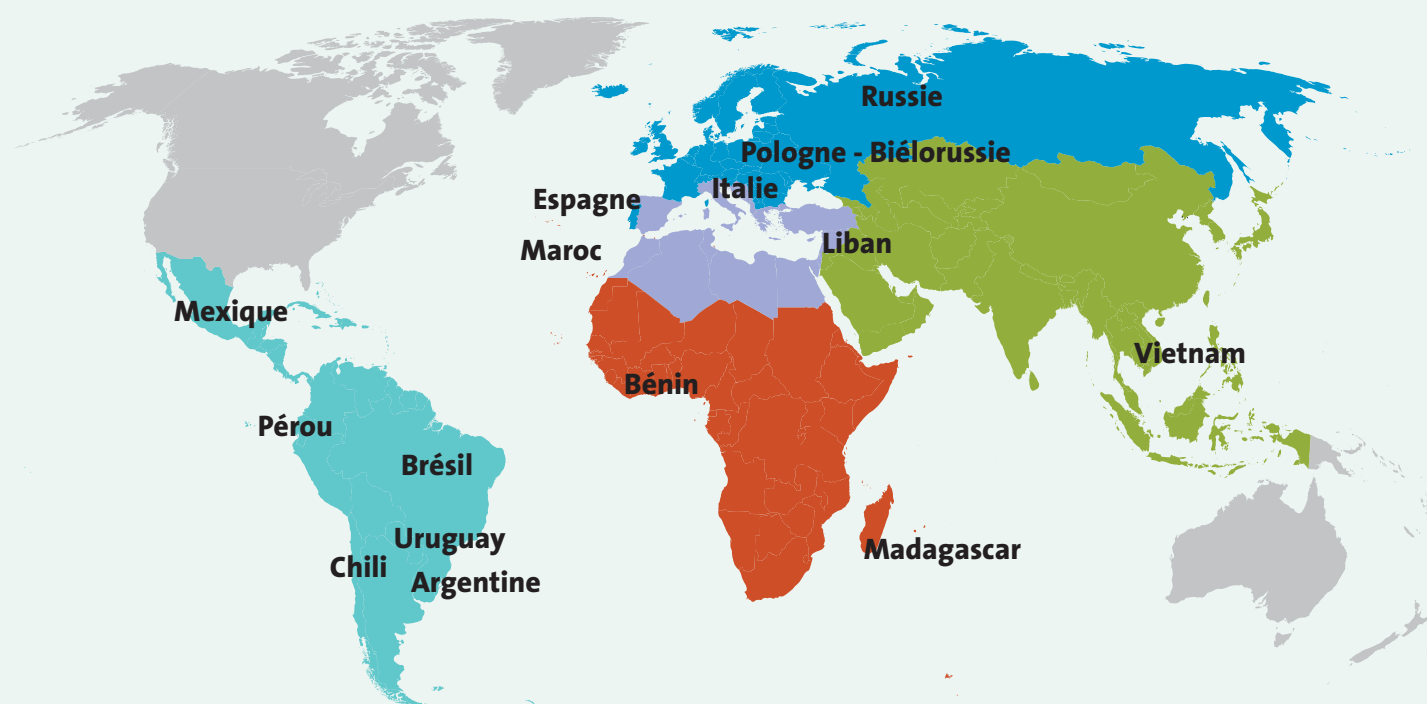 Russie
Pologne - Biélorussie
Italie
Espagne
Liban
Maroc
Mexique
Vietnam
Bénin
Pérou
Brésil
Uruguay
Madagascar
Chili
Argentine